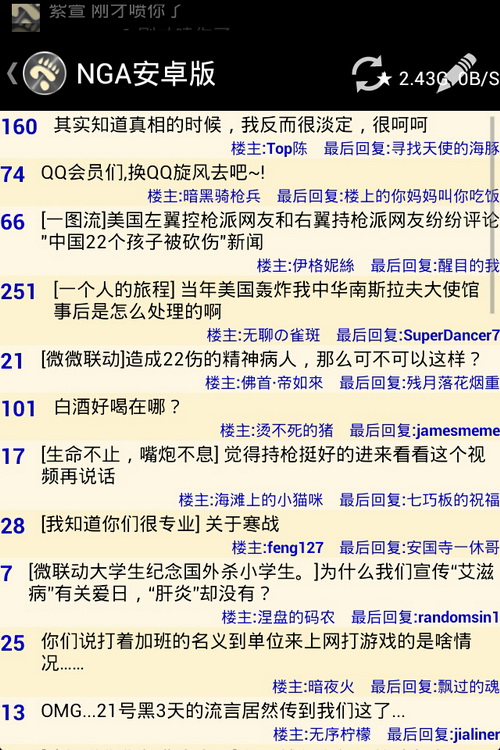 紫宣 刚才喷你了
NGA安卓版
2.43G, 0B/S
160 其实知道真相的时候，我反而很淡定，很呵呵
楼主:Top陈 最后回复:寻找天使的海豚
74 QQ会员们,换QQ旋风去吧~!
楼主:暗黑骑枪兵 最后回复:楼上的你妈妈叫你吃饭
66 [一图流]美国左翼控枪派网友和右翼持枪派网友纷纷评论
"中国22个孩子被砍伤"新闻
楼主:伊格妮絲 最后回复:醒目的我
251 [一个人的旅程] 当年美国轰炸我中华南斯拉夫大使馆
事后是怎么处理的啊
楼主:无聊の雀斑 最后回复:SuperDancer7
21 [微微联动]造成22伤的精神病人，那么可不可以这样？
楼主:佛首·帝如來 最后回复:残月落花烟重
101 白酒好喝在哪？
楼主:烫不死的猪 最后回复:jamesmeme
17 [生命不止，嘴炮不息] 觉得持枪挺好的进来看看这个视
频再说话
楼主:海滩上的小猫咪 最后回复:七巧板的祝福
28 [我知道你们很专业] 关于寒战
楼主:feng127 最后回复:安国寺一休哥
7 [微联动大学生纪念国外杀小学生。]为什么我们宣传“艾滋
病”有关爱日，“肝炎”却没有？
楼主:涅盘的码农 最后回复:randomsin1
25 你们说打着加班的名义到单位来上网打游戏的是啥情
况......
楼主:暗夜火 最后回复:飘过的魂
13 OMG...21号黑3天的流言居然传到我们这了...
楼主:无序柠檬 最后回复:jialiner